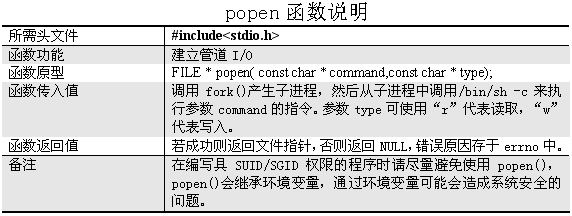 popen 函数说明
所需头文件 #include<stdio.h>
函数功能 建立管道 I/O
函数原型 FILE * popen( const char * command,const char * type);
函数传入值 调用 fork()产生子进程，然后从子进程中调用/bin/sh -c 来执
行参数 command 的指令。参数 type 可使用“r”代表读取，“w”
代表写入。
函数返回值 若成功则返回文件指针，否则返回 NULL，错误原因存于 errno 中。
备注 在编写具 SUID/SGID 权限的程序时请尽量避免使用 popen()，
popen()会继承环境变量，通过环境变量可能会造成系统安全的
问题。